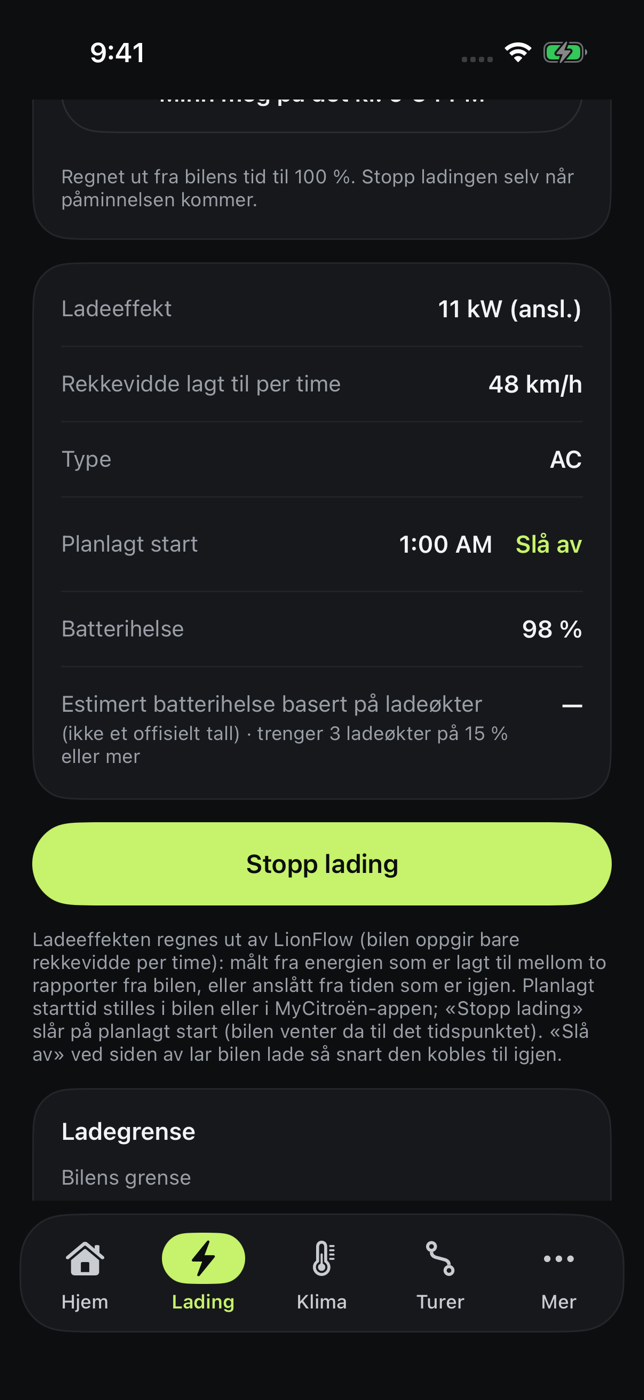 9:41
Regnet ut fra bilens tid til 100 %. Stopp ladingen selv når
påminnelsen kommer.
Ladeeffekt 11 kW (ansl.)
Rekkevidde lagt til per time 48 km/h
Type AC
Planlagt start 1:00 AM Slå av
Batterihelse 98 %
Estimert batterihelse basert på ladeøkter —
(ikke et offisielt tall) · trenger 3 ladeøkter på 15 %
eller mer
Stopp lading
Ladeeffekten regnes ut av LionFlow (bilen oppgir bare
rekkevidde per time): målt fra energien som er lagt til mellom to
rapporter fra bilen, eller anslått fra tiden som er igjen. Planlagt
starttid stilles i bilen eller i MyCitroën-appen; «Stopp lading»
slår på planlagt start (bilen venter da til det tidspunktet). «Slå
av» ved siden av lar bilen lade så snart den kobles til igjen.
Ladegrense
Bilens grense
Hjem Lading Klima Turer Mer